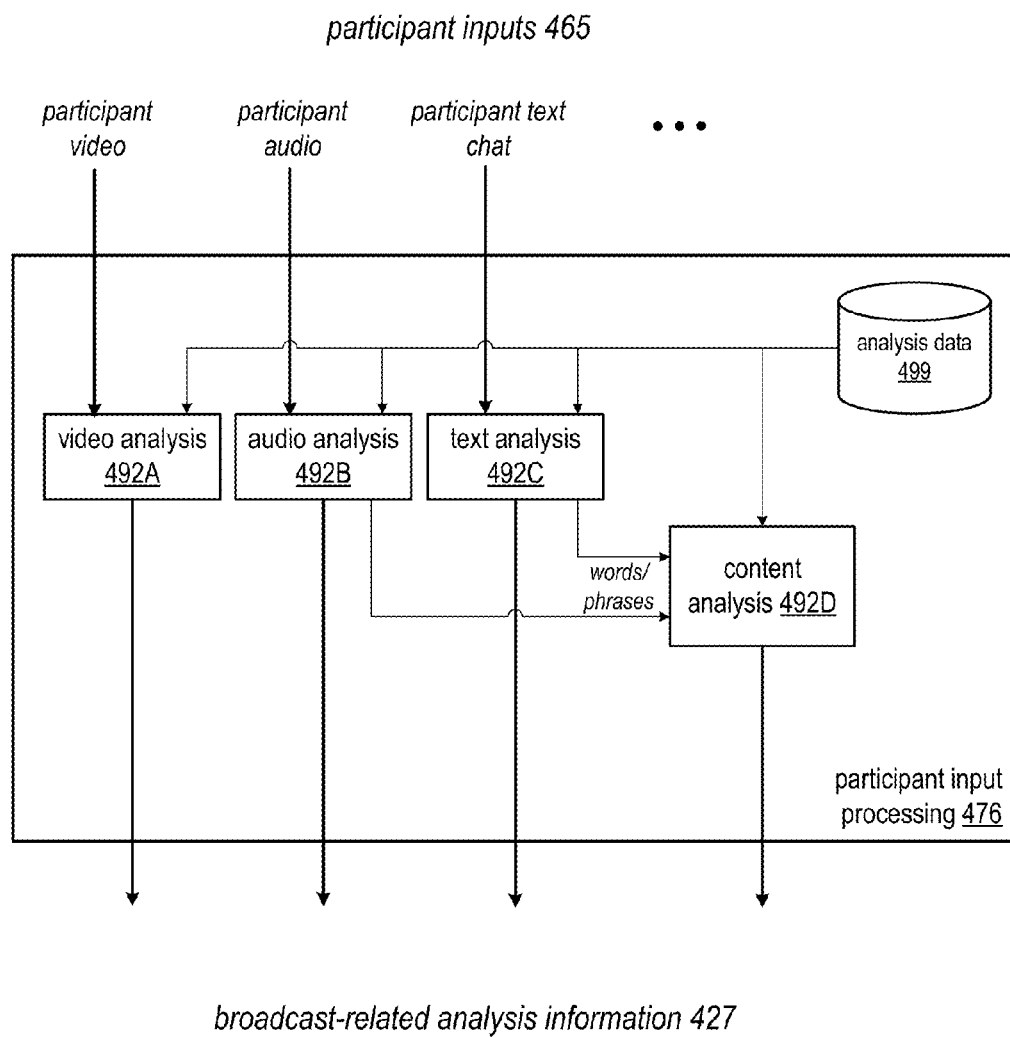 participant inputs 465
participant
video
participant
audio
participant text
chat
•••
analysis data
499
video analysis
492A
audio analysis
492B
text analysis
492C
words/
phrases
content
analysis 492D
participant input
processing 476
broadcast-related analysis information 427